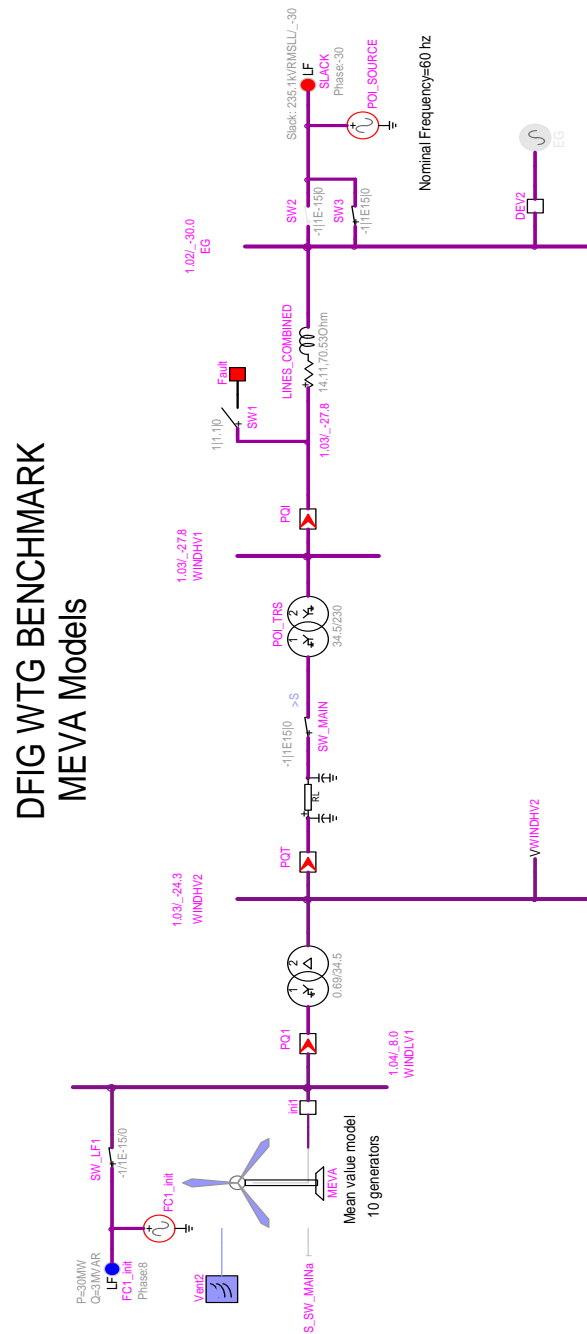 DFIG WTG BENCHMARK
MEVA Models
P=30MW
Q=3MVAR
LF
FC1_init
Phase:8
FC1_init
SW_LF1
-1/1E-15/0
Vent2
S_SW_MAINa
MEVA
Mean value model
10 generators
ini1
1.04/_8.0
WINDLV1
PQ1
1 2
0.69/34.5
1.03/_-24.3
WINDHV2
VWINDHV2
PQT
RL
-1|1E15|0
SW_MAIN
>S
POI_TRS
1 2
34.5/230
1.03/_-27.8
WINDHV1
PQI
1|1.1|0
SW1
Fault
1.03/_-27.8
LINES_COMBINED
14.11,70.53Ohm
1.02/_-30.0
EG
SW2
-1|1E-15|0
SW3
-1|1E15|0
Slack: 235.1kVRMSLL/_-30
LF
SLACK
Phase:-30
POI_SOURCE
Nominal Frequency=60 hz
DEV2
EG